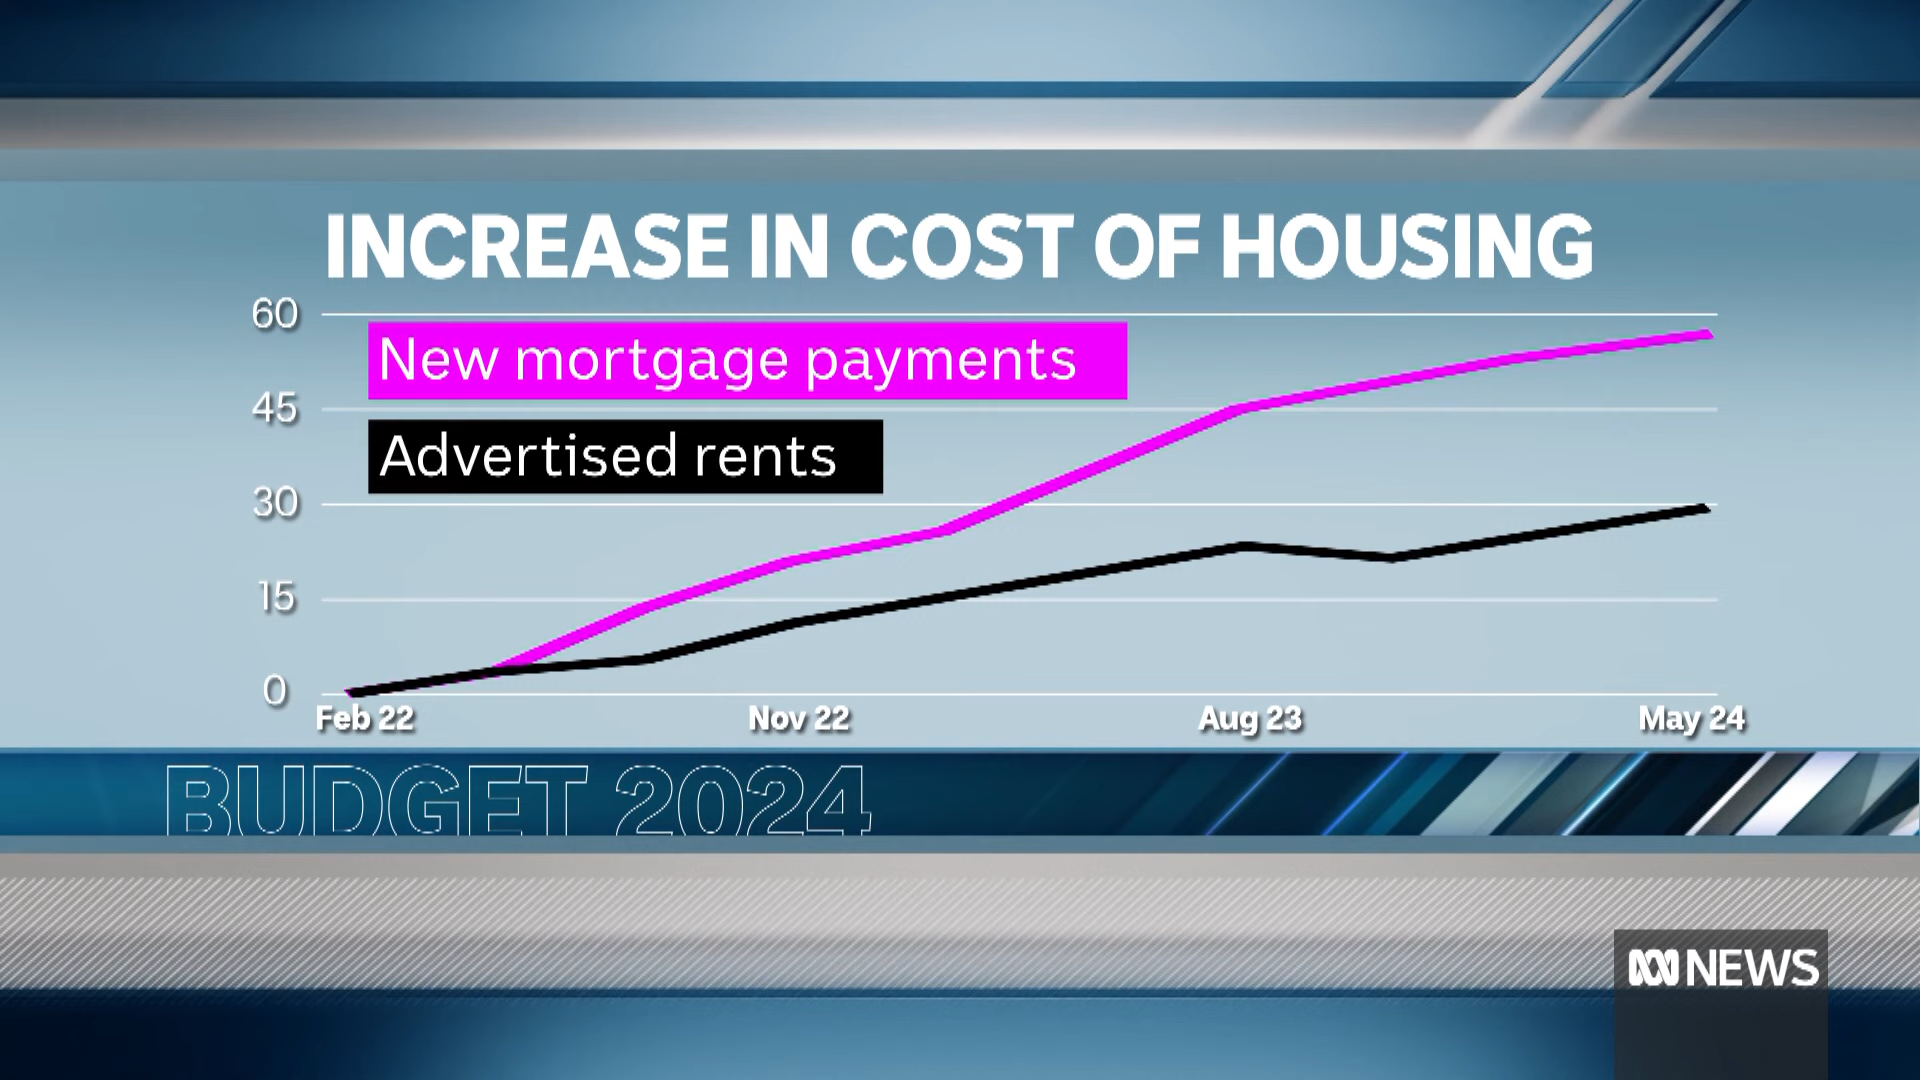 INCREASE IN COST OF HOUSING
60
New mortgage payments
45
Advertised rents
30
15
0
Feb 22 Nov 22 Aug 23 May 24
BUDGET 2024
NEWS